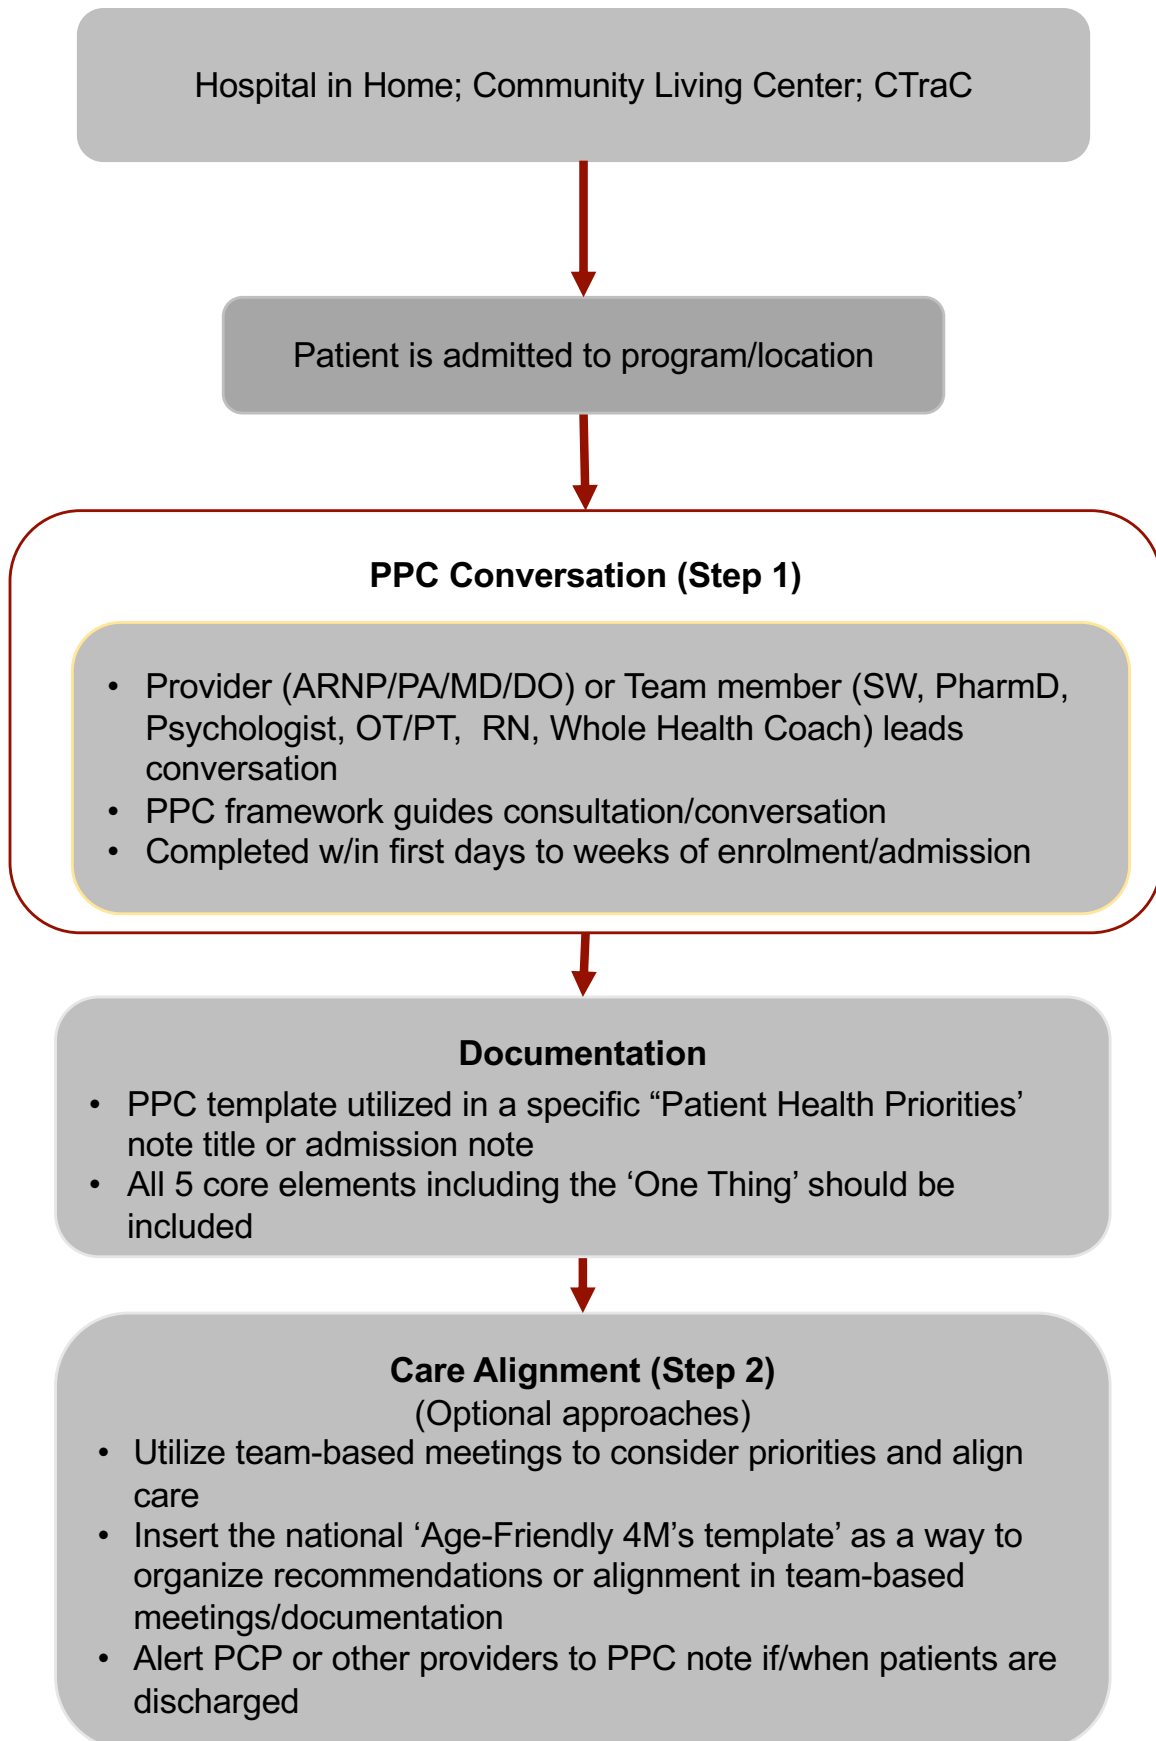 Hospital in Home; Community Living Center; CTraC
Patient is admitted to program/location
PPC Conversation (Step 1)
• Provider (ARNP/PA/MD/DO) or Team member (SW, PharmD,
Psychologist, OT/PT,  RN, Whole Health Coach) leads
conversation
• PPC framework guides consultation/conversation
• Completed w/in first days to weeks of enrolment/admission
Documentation
• PPC template utilized in a specific “Patient Health Priorities’
note title or admission note
• All 5 core elements including the ‘One Thing’ should be
included
Care Alignment (Step 2)
(Optional approaches)
• Utilize team-based meetings to consider priorities and align
care
• Insert the national ‘Age-Friendly 4M’s template’ as a way to
organize recommendations or alignment in team-based
meetings/documentation
• Alert PCP or other providers to PPC note if/when patients are
discharged